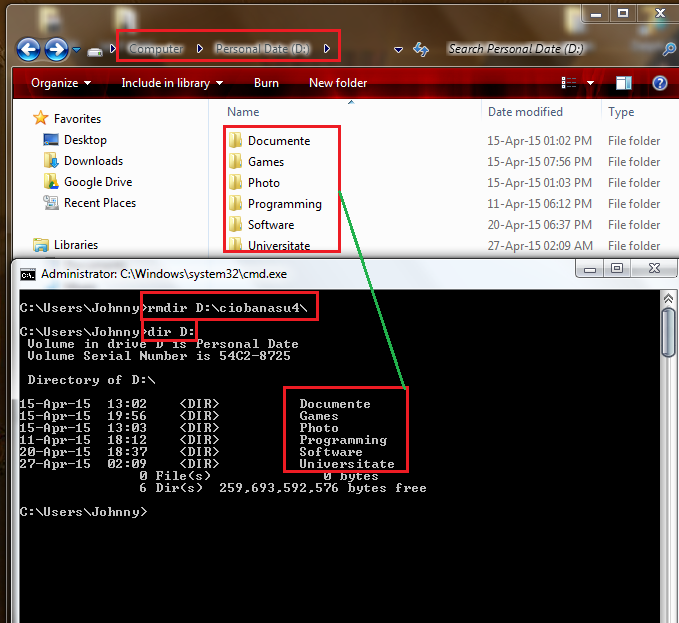 Computer Personal Date (D:) Search Personal Date (D:)
Organize Include in library Burn New folder
Name Date modified Type
Favorites
Desktop
Downloads
Google Drive
Recent Places
Libraries
Documente 15-Apr-15 01:02 PM File folder
Games 15-Apr-15 07:56 PM File folder
Photo 15-Apr-15 01:03 PM File folder
Programming 11-Apr-15 06:12 PM File folder
Software 20-Apr-15 06:37 PM File folder
Universitate 27-Apr-15 02:09 AM File folder
Administrator: C:\Windows\system32\cmd.exe
C:\Users\Johnny>rmdir D:\ciobanasu4\
C:\Users\Johnny>dir D:
Volume in drive D is Personal Date
Volume Serial Number is 54C2-8725
Directory of D:\
15-Apr-15 13:02 <DIR> Documente
15-Apr-15 19:56 <DIR> Games
15-Apr-15 13:03 <DIR> Photo
11-Apr-15 18:12 <DIR> Programming
20-Apr-15 18:37 <DIR> Software
27-Apr-15 02:09 <DIR> Universitate
0 File(s) 0 bytes
6 Dir(s) 259,693,592,576 bytes free
C:\Users\Johnny>